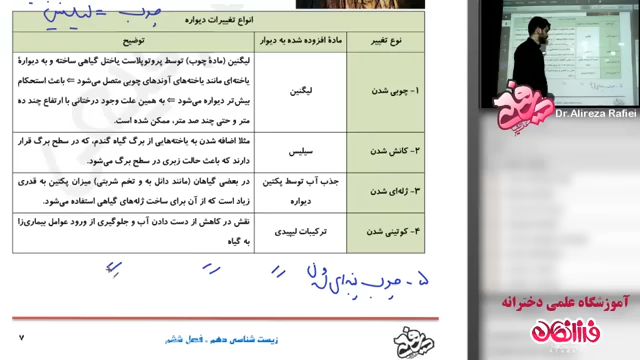 چوب = لیگنین
انواع تغییرات دیواره
نوع تغییر
مادهٔ افزوده شده به دیوار
توضیح
۱- چوبی شدن
لیگنین
لیگنین (مادهٔ چوب) توسط پروتوپلاست یاختل گیاهی ساخته و به دیوارهٔ
یاخته‌ای مانند یاخته‌های آوندهای چوبی متصل می‌شود ⇐ باعث استحکام
بیش‌تر دیواره می‌شود ⇐ به همین علت وجود درختانی با ارتفاع چند ده
متر و حتی چند صد متر، ممکن شده است.
۲- کانش شدن
سیلیس
مثلا اضافه شدن به یاخته‌هایی از برگ گیاه گندم، که در سطح برگ قرار
دارند که باعث حالت زبری در سطح برگ می‌شود.
۳- ژله‌ای شدن
جذب آب توسط پکتین
دیواره
در بعضی گیاهان (مانند دانل به و تخم شربتی) میزان پکتین به قدری
زیاد است که از آن برای ساخت ژله‌های گیاهی استفاده می‌شود.
۴- کوتینی شدن
ترکیبات لیپیدی
نقش در کاهش از دست دادن آب و جلوگیری از ورود عوامل بیماری‌زا
به گیاه
۵- چوب پنبه‌ای شدن
زیست شناسی دهم - فصل ششم
۷
Dr.Alireza Rafiei
آموزشگاه علمی دخترانه
فرزانگان